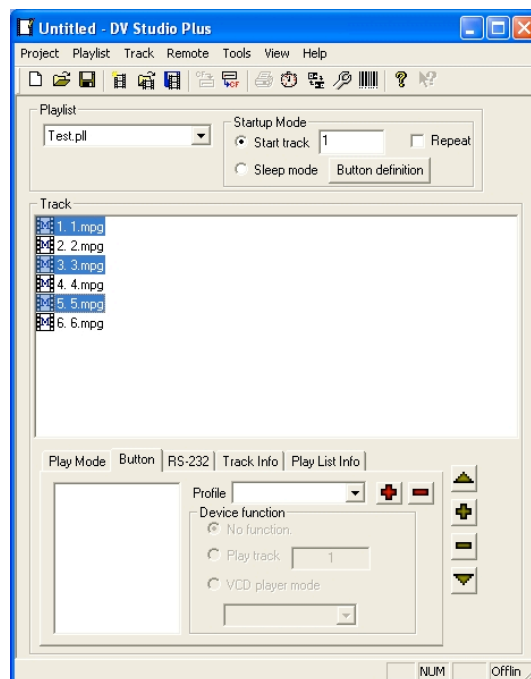 Untitled - DV Studio Plus
Project Playlist Track Remote Tools View Help
Playlist
Test.pll
Startup Mode
Start track 1 Repeat
Sleep mode Button definition
Track
1. 1.mpg
2. 2.mpg
3. 3.mpg
4. 4.mpg
5. 5.mpg
6. 6.mpg
Play Mode Button RS-232 Track Info Play List Info
Profile
Device function
No function.
Play track 1
VCD player mode
NUM Offlin